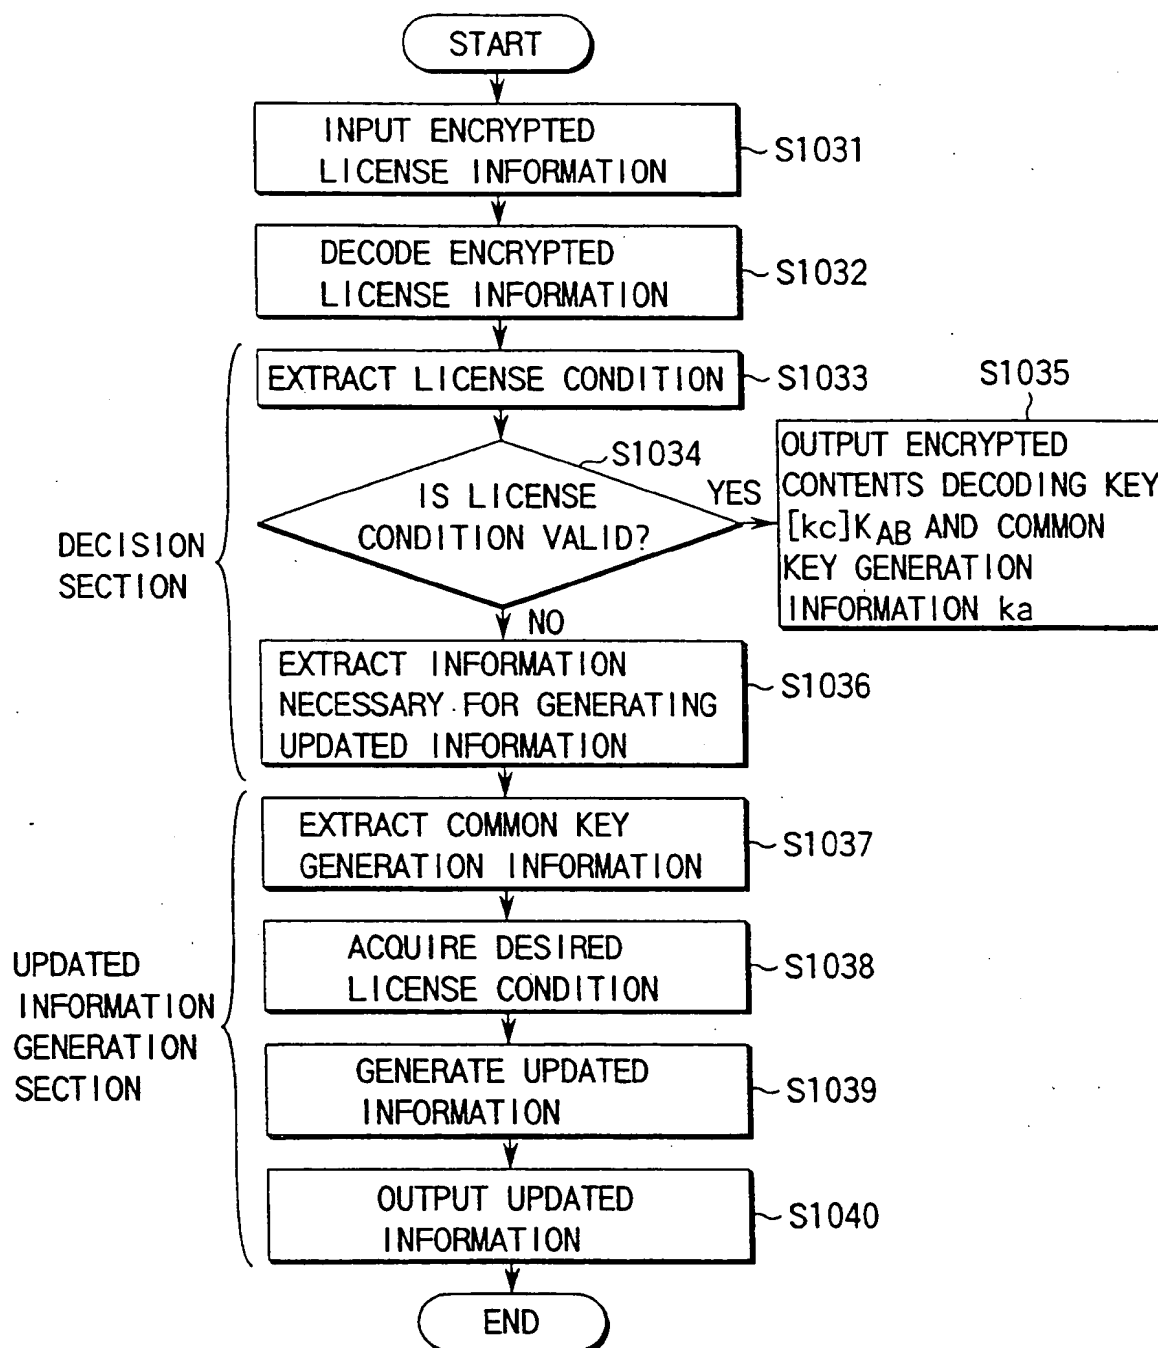 START
INPUT ENCRYPTED
LICENSE INFORMATION
S1031
DECODE ENCRYPTED
LICENSE INFORMATION
S1032
EXTRACT LICENSE CONDITION
S1033
S1034
IS LICENSE
CONDITION VALID?
YES
S1035
OUTPUT ENCRYPTED
CONTENTS DECODING KEY
[kc]KAB AND COMMON
KEY GENERATION
INFORMATION ka
DECISION
SECTION
NO
EXTRACT INFORMATION
NECESSARY FOR GENERATING
UPDATED INFORMATION
S1036
EXTRACT COMMON KEY
GENERATION INFORMATION
S1037
ACQUIRE DESIRED
LICENSE CONDITION
S1038
UPDATED
INFORMATION
GENERATION
SECTION
GENERATE UPDATED
INFORMATION
S1039
OUTPUT UPDATED
INFORMATION
S1040
END